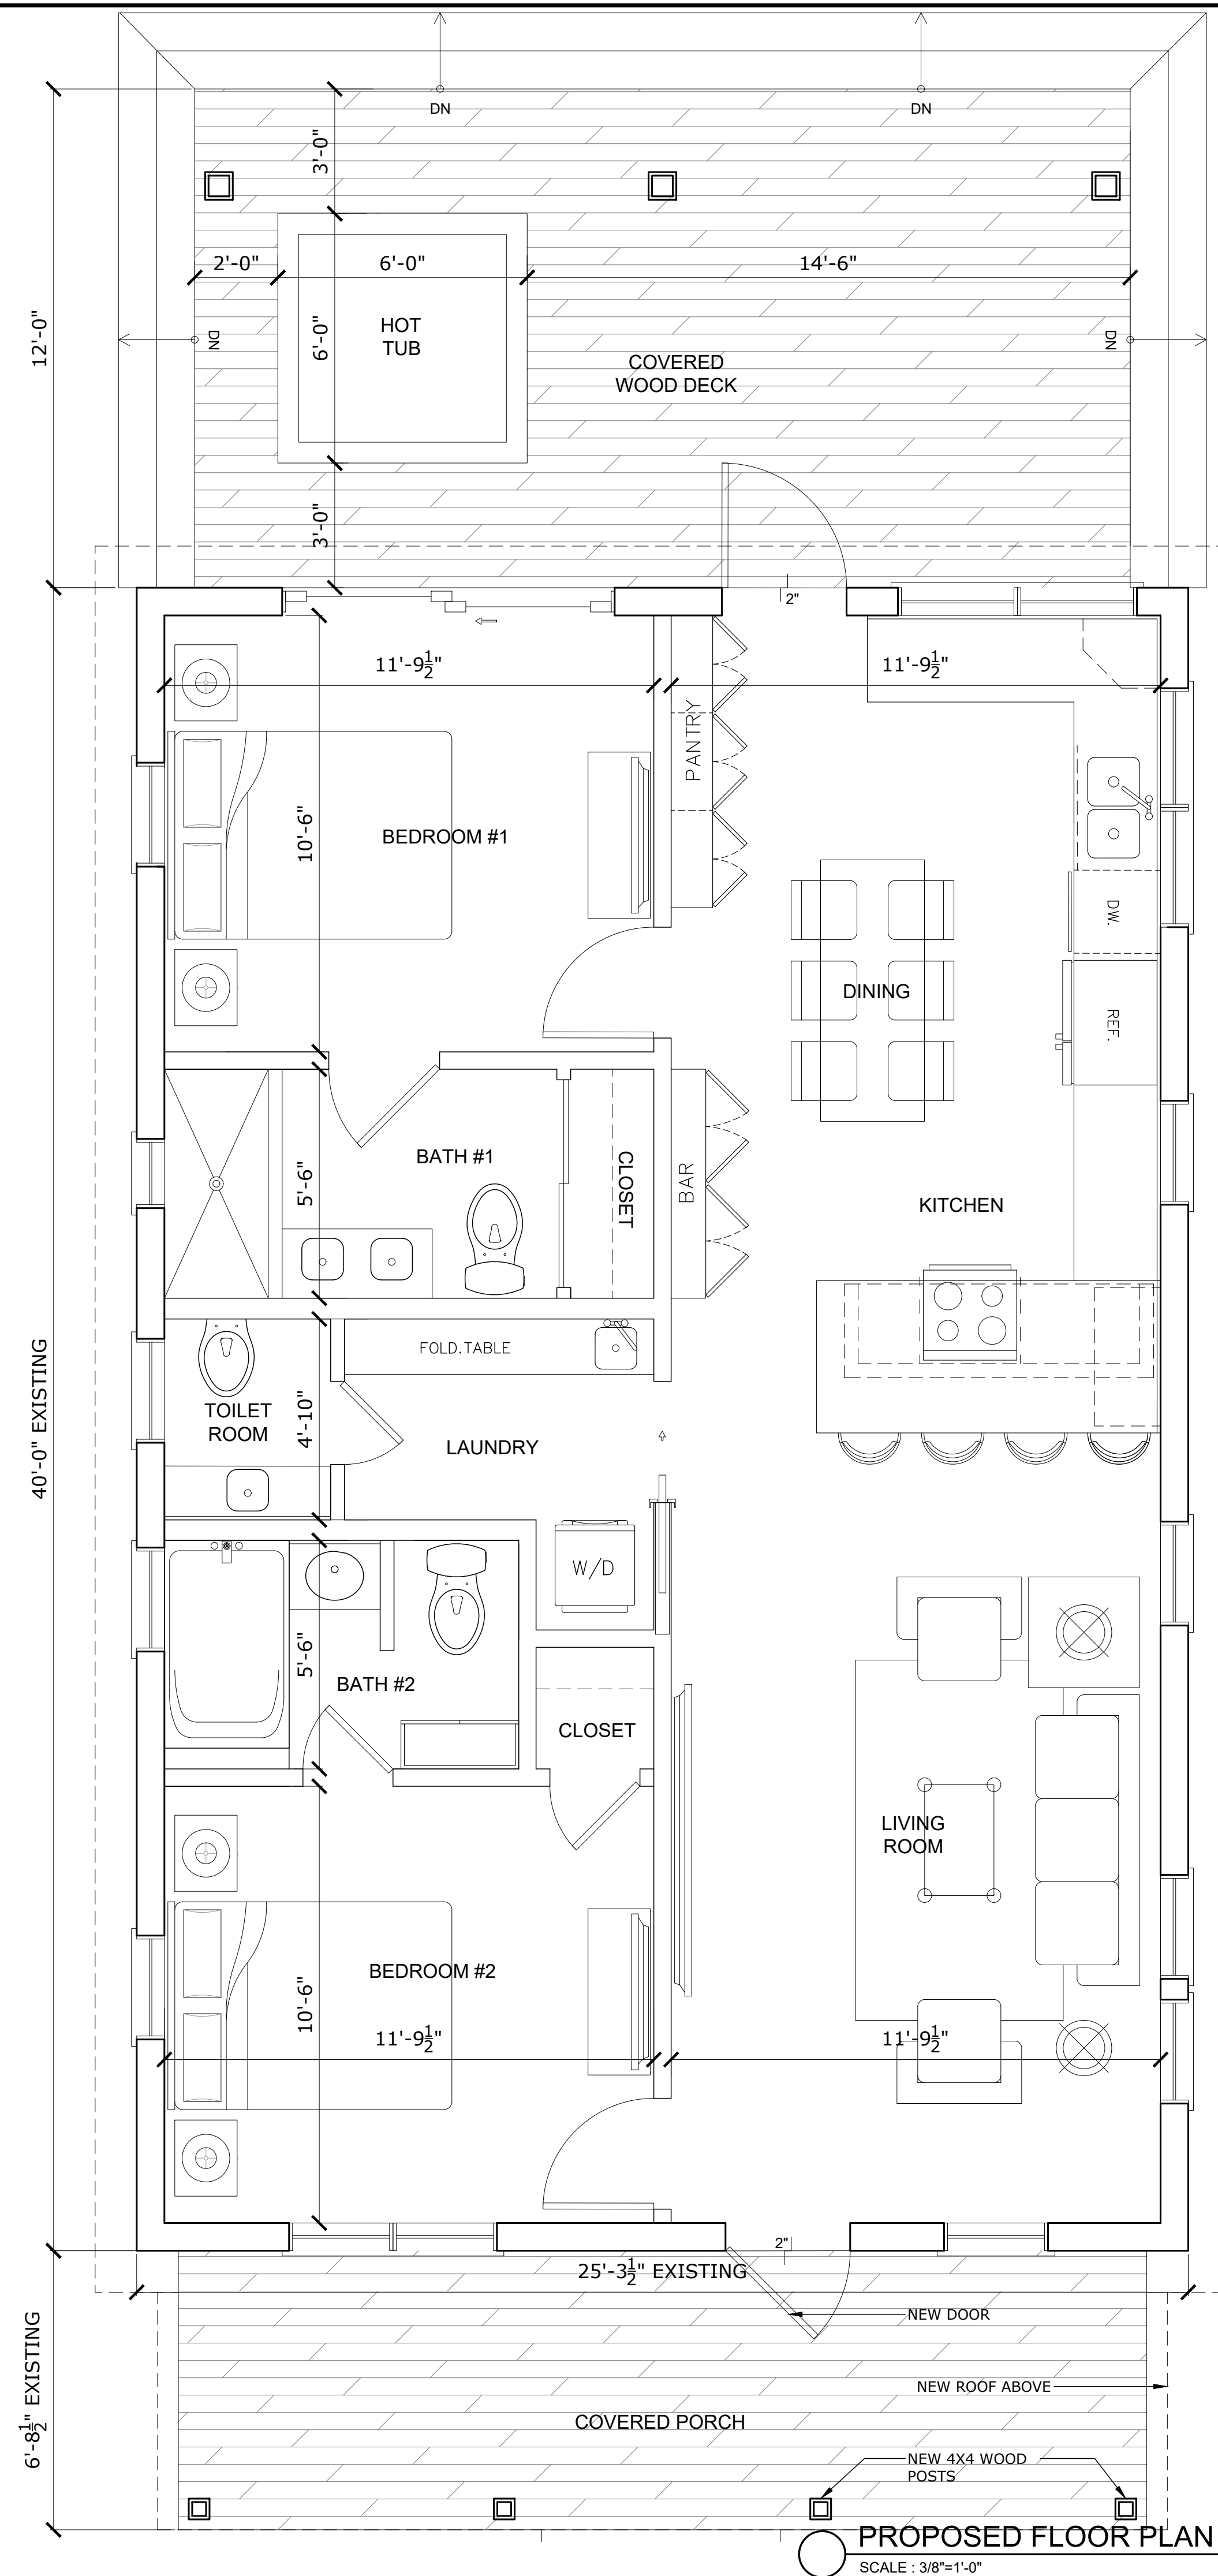 DN
DN
3'-0"
2'-0"
6'-0"
14'-6"
12'-0"
6'-0"
HOT
TUB
DN
DN
COVERED
WOOD DECK
3'-0"
2"
11'-9½"
11'-9½"
PANTRY
10'-6"
BEDROOM #1
DW.
DINING
REF.
BATH #1
5'-6"
CLOSET
BAR
KITCHEN
40'-0" EXISTING
FOLD.TABLE
TOILET
ROOM
4'-10"
LAUNDRY
W/D
5'-6"
BATH #2
CLOSET
LIVING
ROOM
BEDROOM #2
10'-6"
11'-9½"
11'-9½"
2"
25'-3½" EXISTING
NEW DOOR
6'-8½" EXISTING
NEW ROOF ABOVE
COVERED PORCH
NEW 4X4 WOOD
POSTS
PROPOSED FLOOR PLAN
SCALE : 3/8"=1'-0"